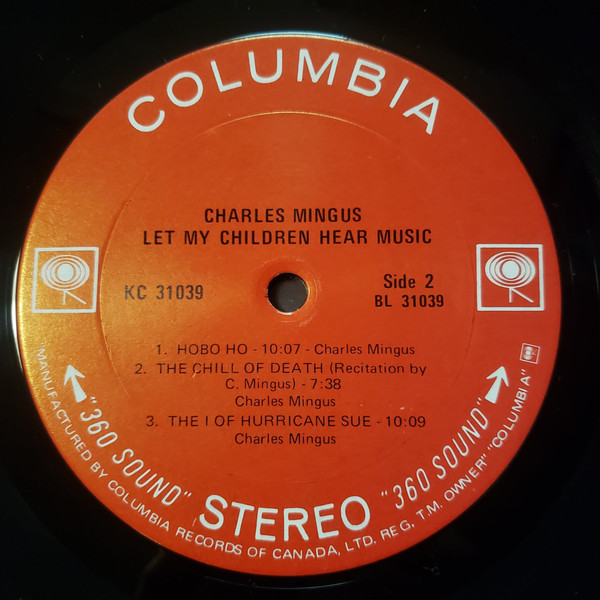 COLUMBIA
CHARLES MINGUS
LET MY CHILDREN HEAR MUSIC
KC 31039
Side 2
BL 31039
1. HOBO HO - 10:07 - Charles Mingus
2. THE CHILL OF DEATH (Recitation by
C. Mingus) - 7:38
Charles Mingus
3. THE I OF HURRICANE SUE - 10:09
Charles Mingus
"360 SOUND" STEREO "360 SOUND"
MANUFACTURED BY COLUMBIA RECORDS OF CANADA, LTD. REG. T.M. OWNER" "COLUMBIA"